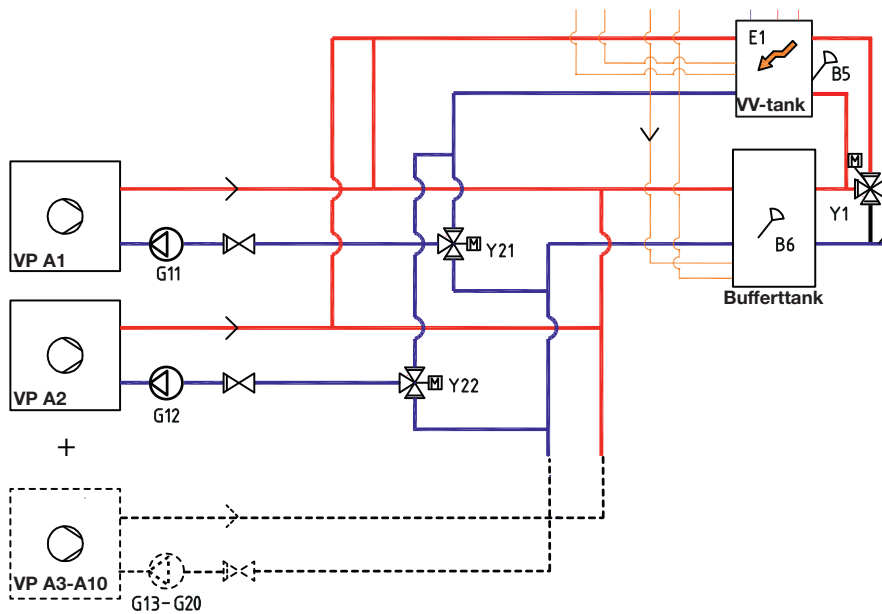 E1
B5
VV-tank
M
Y1
VP A1
G11
M
Y21
B6
Bufferttank
VP A2
G12
M
Y22
+
VP A3-A10
G13-G20